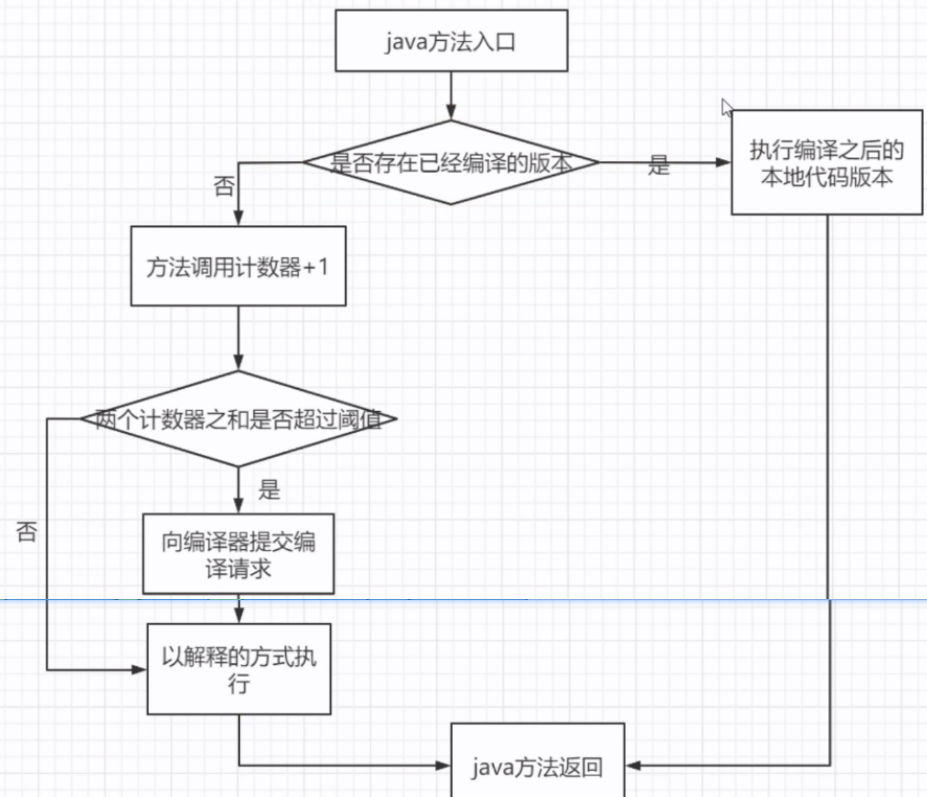 java方法入口
是否存在已经编译的版本
是
执行编译之后的
本地代码版本
否
方法调用计数器+1
两个计数器之和是否超过阈值
是
否
向编译器提交编
译请求
以解释的方式执
行
java方法返回